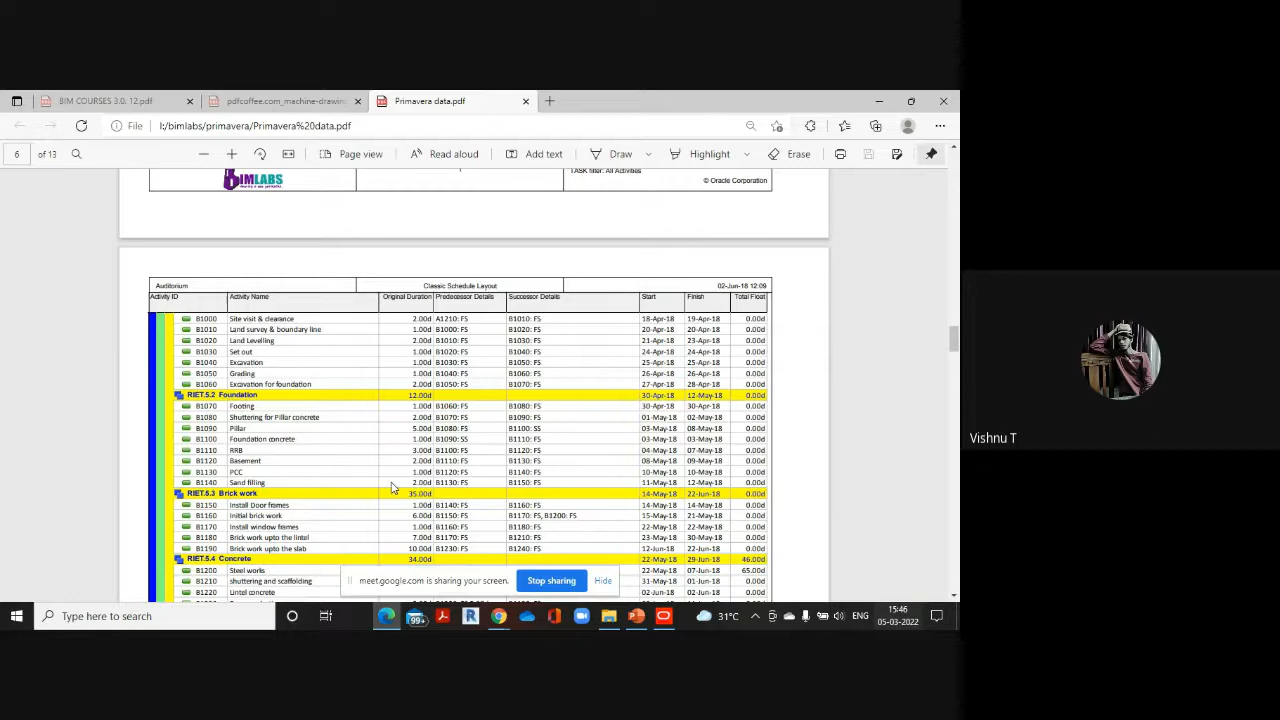 BIM COURSES 3.0. 12.pdf
pdfcoffee.com_machine-drawing
Primavera data.pdf
File
I:/bimlabs/primavera/Primavera%20data.pdf
6 of 13
Page view
Read aloud
Add text
Draw
Highlight
Erase
BIMLABS
TASK filter: All Activities
© Oracle Corporation
Auditorium Classic Schedule Layout 02-Jun-18 12:09
Activity ID Activity Name Original Duration Predecessor Details Successor Details Start Finish Total Float
B1000 Site visit & clearance 2.00d A1210: FS B1010: FS 18-Apr-18 19-Apr-18 0.00d
B1010 Land survey & boundary line 1.00d B1000: FS B1020: FS 20-Apr-18 20-Apr-18 0.00d
B1020 Land Levelling 2.00d B1010: FS B1030: FS 21-Apr-18 23-Apr-18 0.00d
B1030 Set out 1.00d B1020: FS B1040: FS 24-Apr-18 24-Apr-18 0.00d
B1040 Excavation 1.00d B1030: FS B1050: FS 25-Apr-18 25-Apr-18 0.00d
B1050 Grading 1.00d B1040: FS B1060: FS 26-Apr-18 26-Apr-18 0.00d
B1060 Excavation for foundation 2.00d B1050: FS B1070: FS 27-Apr-18 28-Apr-18 0.00d
RIET.5.2 Foundation 12.00d 30-Apr-18 12-May-18 0.00d
B1070 Footing 1.00d B1060: FS B1080: FS 30-Apr-18 30-Apr-18 0.00d
B1080 Shuttering for Pillar concrete 2.00d B1070: FS B1090: FS 01-May-18 02-May-18 0.00d
B1090 Pillar 5.00d B1080: FS B1100: SS 03-May-18 08-May-18 0.00d
B1100 Foundation concrete 1.00d B1090: SS B1110: FS 03-May-18 03-May-18 0.00d
B1110 RRB 3.00d B1100: FS B1120: FS 04-May-18 07-May-18 0.00d
B1120 Basement 2.00d B1110: FS B1130: FS 08-May-18 09-May-18 0.00d
B1130 PCC 1.00d B1120: FS B1140: FS 10-May-18 10-May-18 0.00d
B1140 Sand filling 2.00d B1130: FS B1150: FS 11-May-18 12-May-18 0.00d
RIET.5.3 Brick work 35.00d 14-May-18 22-Jun-18 0.00d
B1150 Install Door frames 1.00d B1140: FS B1160: FS 14-May-18 14-May-18 0.00d
B1160 Initial brick work 6.00d B1150: FS B1170: FS, B1200: FS 15-May-18 21-May-18 0.00d
B1170 Install window frames 1.00d B1160: FS B1180: FS 22-May-18 22-May-18 0.00d
B1180 Brick work upto the lintel 7.00d B1170: FS B1210: FS 23-May-18 30-May-18 0.00d
B1190 Brick work upto the slab 10.00d B1230: FS B1240: FS 12-Jun-18 22-Jun-18 0.00d
RIET.5.4 Concrete 34.00d 22-May-18 29-Jun-18 46.00d
B1200 Steel works 22-May-18 65.00d
B1210 shuttering and scaffolding 31-May-18 07-Jun-18 0.00d
B1220 Lintel concrete 02-Jun-18 02-Jun-18 0.00d
meet.google.com is sharing your screen.
Stop sharing
Hide
Vishnu T
Type here to search
99+
31°C
ENG
15:46
05-03-2022